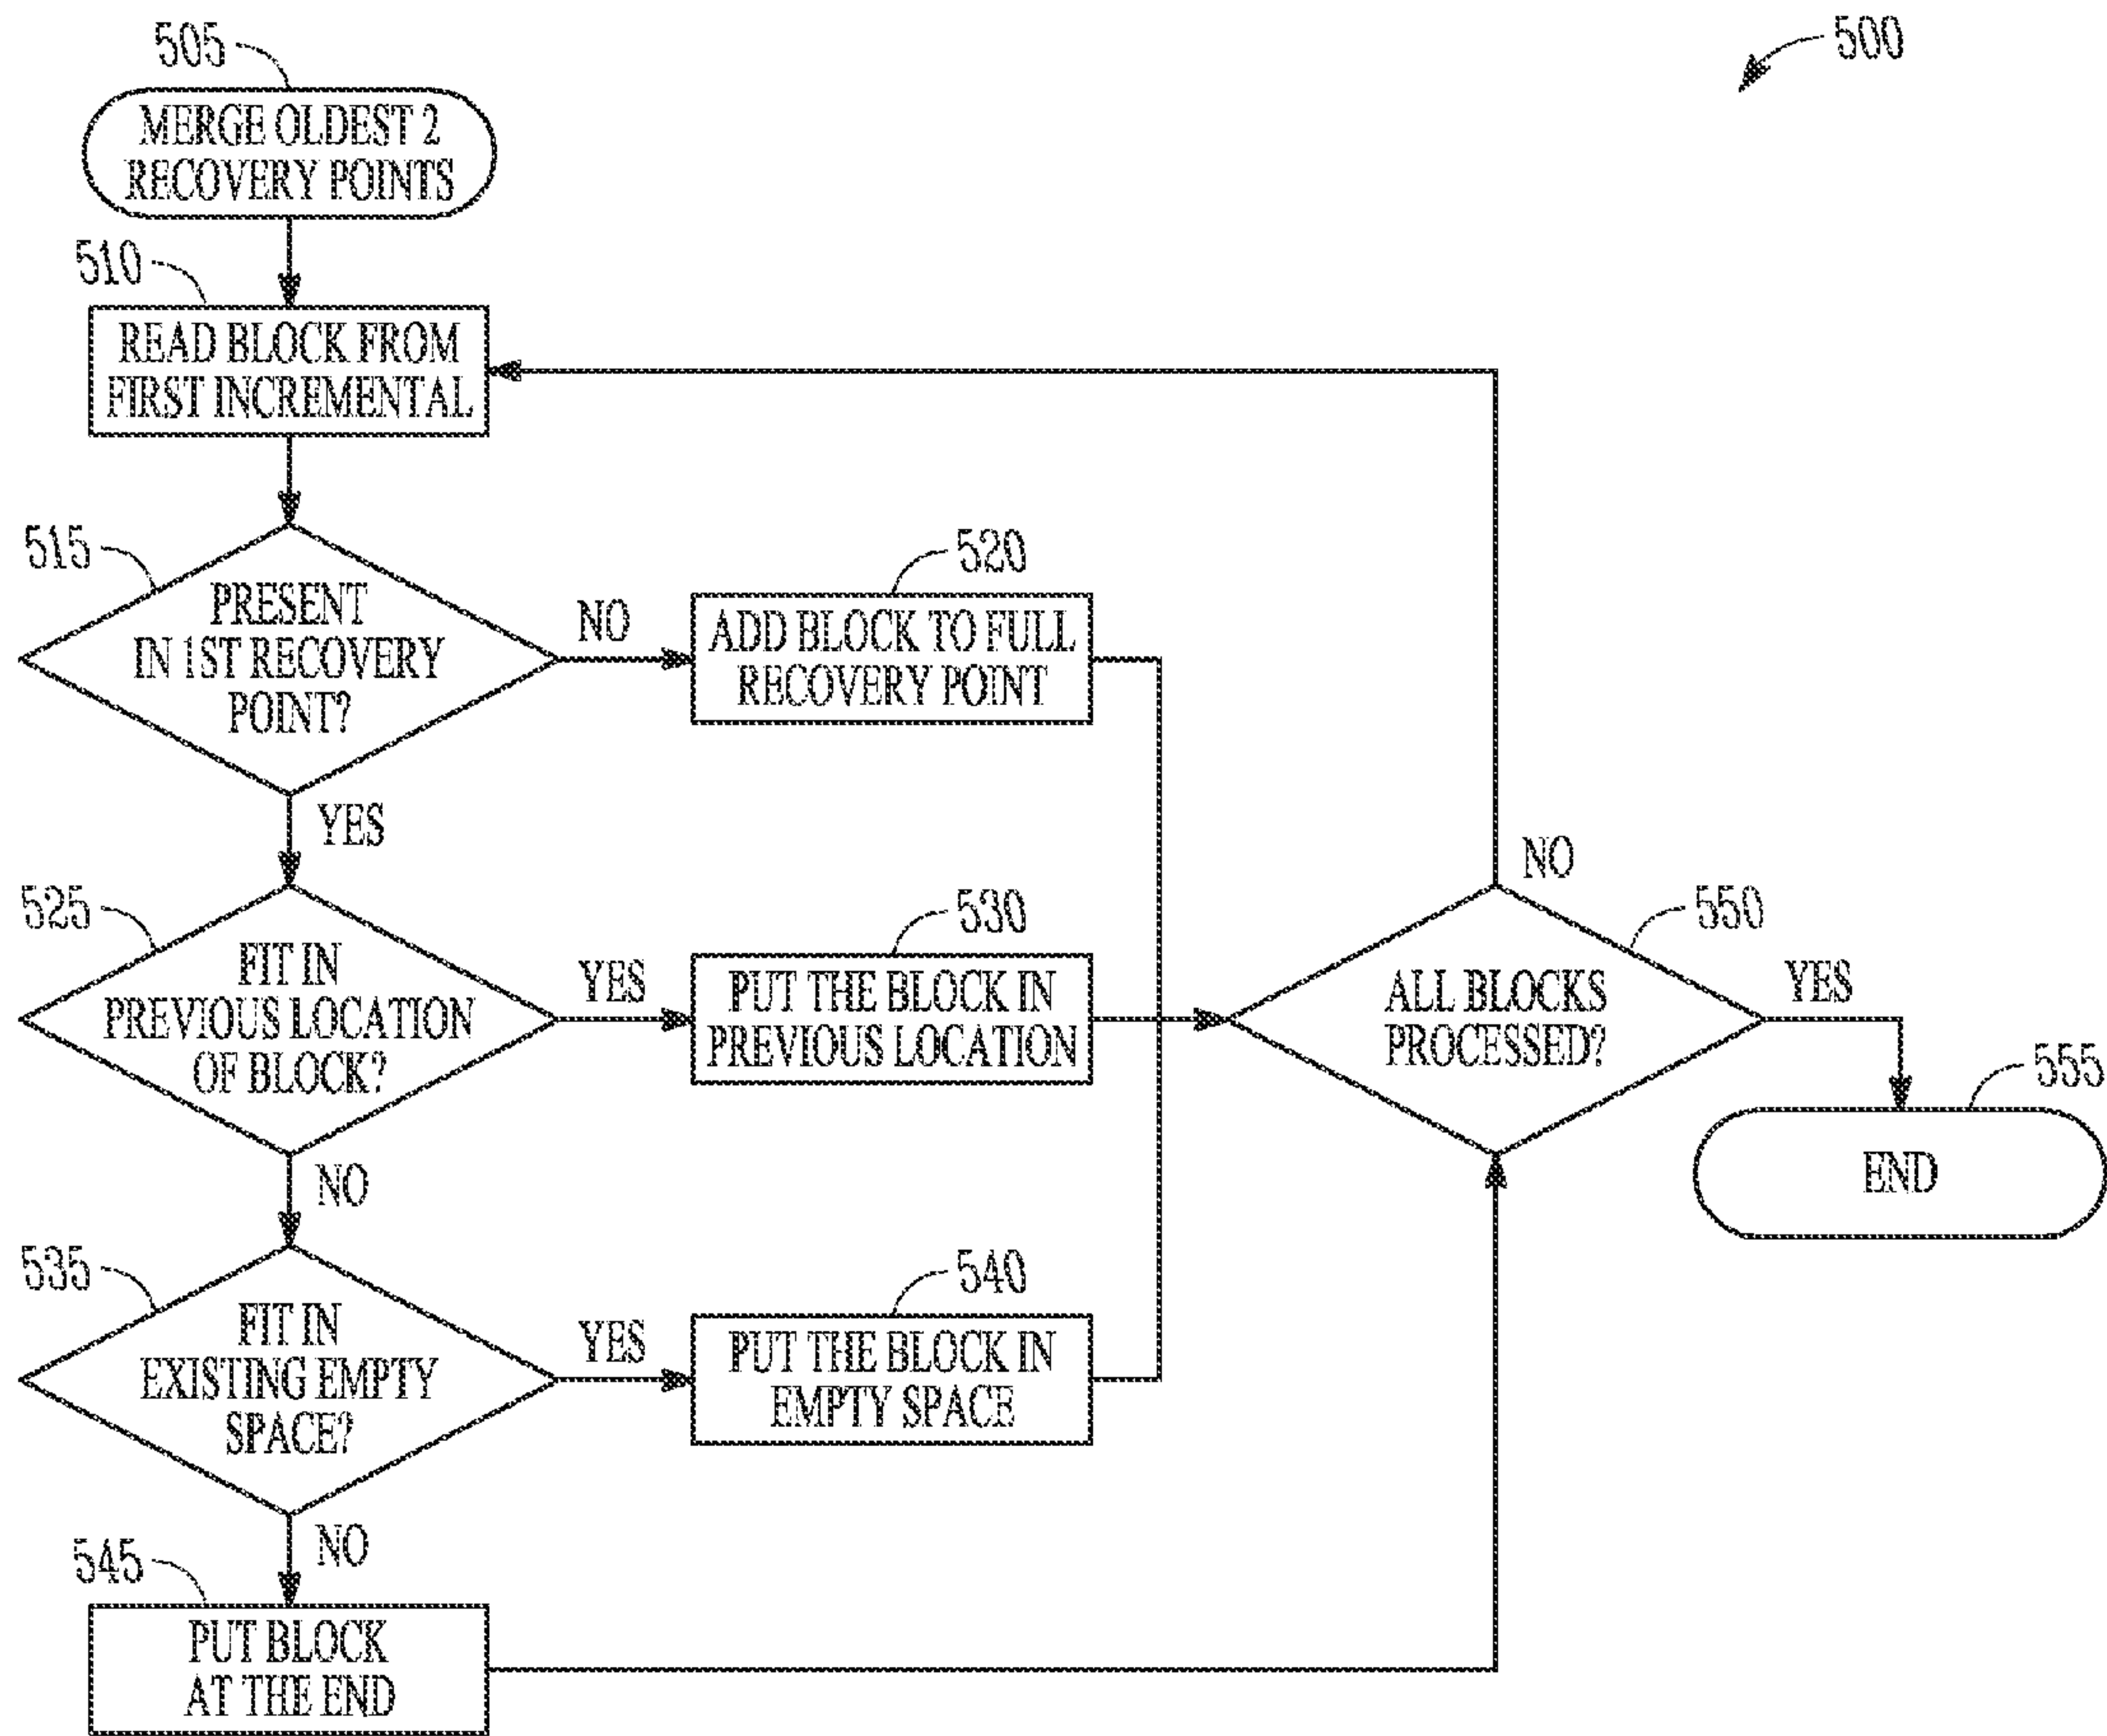 505
500
MERGE OLDEST 2
RECOVERY POINTS
510
READ BLOCK FROM
FIRST INCREMENTAL
515
PRESENT
IN 1ST RECOVERY
POINT?
NO
520
ADD BLOCK TO FULL
RECOVERY POINT
YES
525
FIT IN
PREVIOUS LOCATION
OF BLOCK?
YES
530
PUT THE BLOCK IN
PREVIOUS LOCATION
NO
550
ALL BLOCKS
PROCESSED?
YES
555
END
NO
535
FIT IN
EXISTING EMPTY
SPACE?
YES
540
PUT THE BLOCK IN
EMPTY SPACE
NO
545
PUT BLOCK
AT THE END